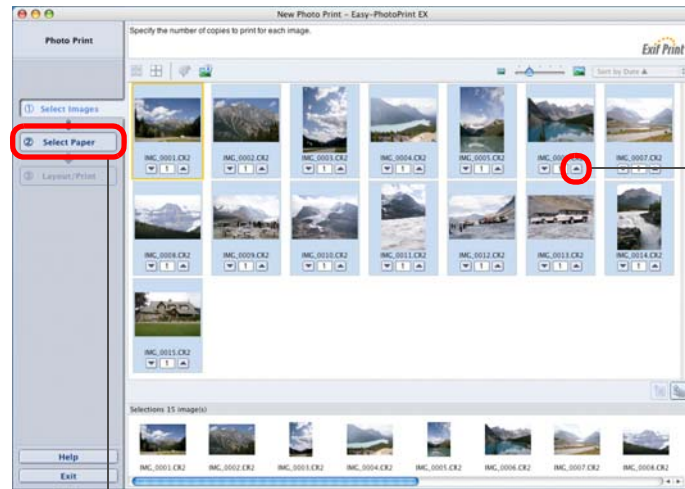 New Photo Print – Easy-PhotoPrint EX
Photo Print
Specify the number of copies to print for each image.
Exif Print
Sort by Date ▲
① Select Images
② Select Paper
③ Layout/Print
IMG_0001.CR2
IMG_0002.CR2
IMG_0003.CR2
IMG_0004.CR2
IMG_0005.CR2
IMG_0007.CR2
1
1
1
1
1
1
1
IMG_0008.CR2
IMG_0009.CR2
IMG_0010.CR2
IMG_0011.CR2
IMG_0012.CR2
IMG_0013.CR2
IMG_0014.CR2
1
1
1
1
1
1
1
IMG_0015.CR2
1
Selections 15 image(s)
IMG_0001.CR2
IMG_0002.CR2
IMG_0003.CR2
IMG_0004.CR2
IMG_0005.CR2
IMG_0006.CR2
IMG_0007.CR2
IMG_0008.CR2
Help
Exit